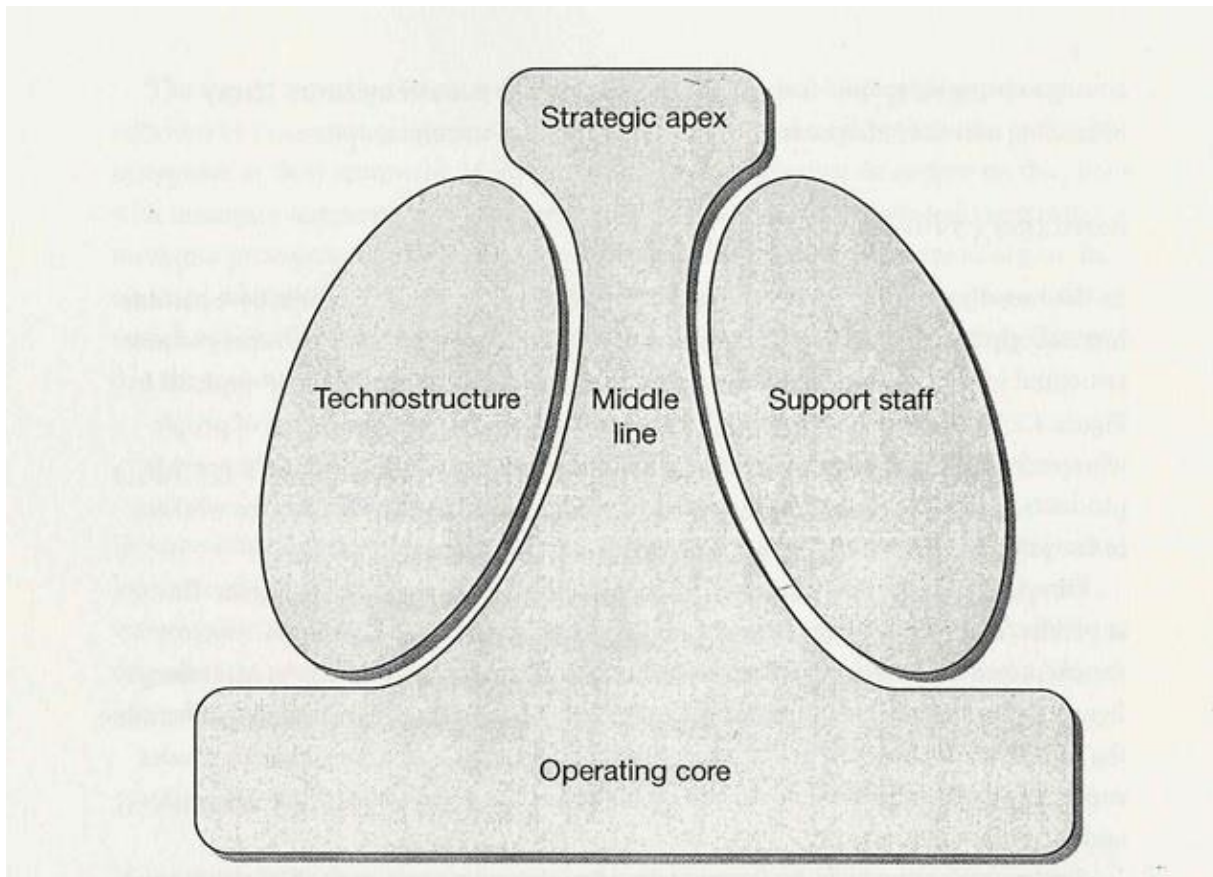 Strategic apex
Technostructure
Middle
line
Support staff
Operating core